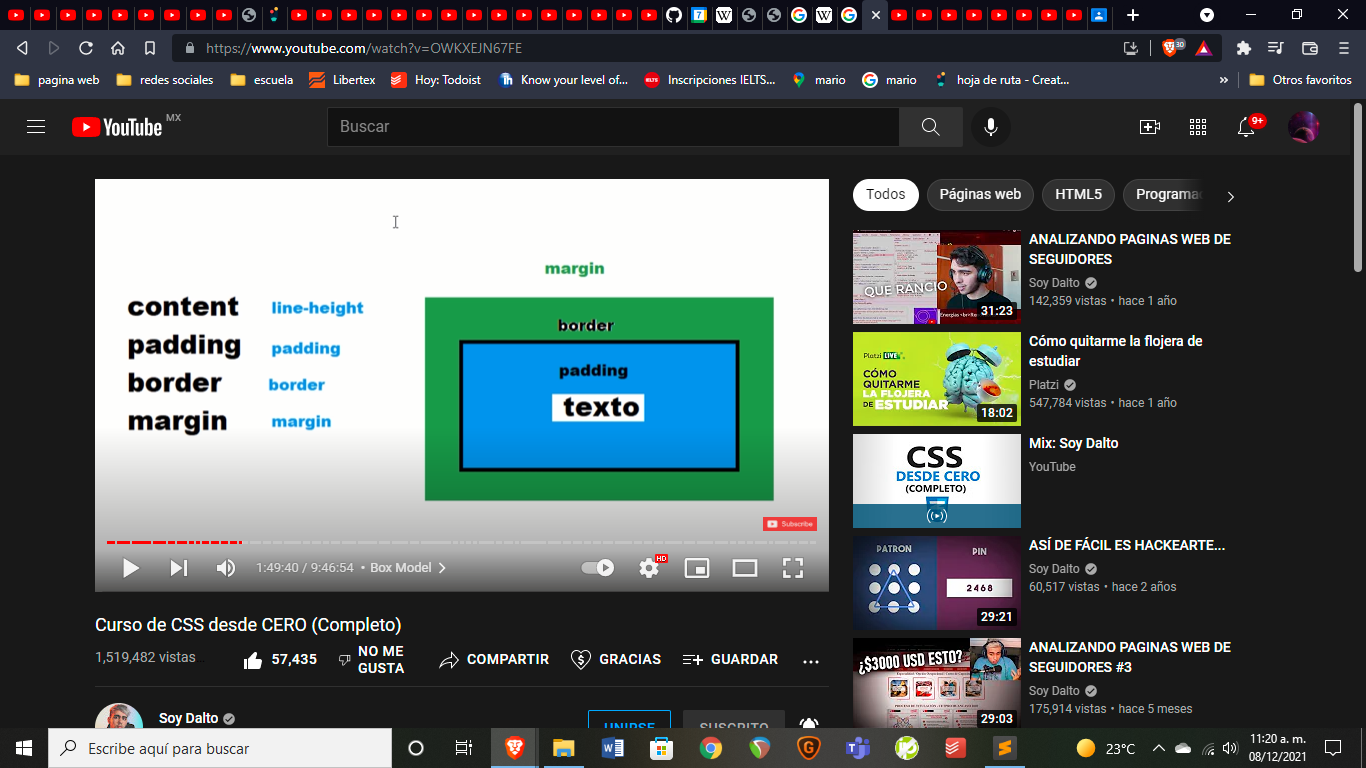 https://www.youtube.com/watch?v=OWKXEJN67FE
30
pagina web
redes sociales
escuela
Libertex
Hoy: Todoist
Know your level of...
Inscripciones IELTS...
mario
mario
hoja de ruta - Creat...
»
Otros favoritos
YouTube MX
Buscar
9+
margin
content line-height
padding padding
border border
margin margin
border
padding
texto
Subscribe
1:49:40 / 9:46:54 • Box Model
HD
Curso de CSS desde CERO (Completo)
1,519,482 vistas
57,435
NO ME
GUSTA
COMPARTIR
GRACIAS
GUARDAR
Soy Dalto
UNIRSE
SUSCRITO
Todos
Páginas web
HTML5
Programac
QUE RANCIO
31:23
ANALIZANDO PAGINAS WEB DE
SEGUIDORES
Soy Dalto
142,359 vistas • hace 1 año
Platzi LIVE
CÓMO
QUITARME
LA FLOJERA
DE ESTUDIAR
18:02
Cómo quitarme la flojera de
estudiar
Platzi
547,784 vistas • hace 1 año
CSS
DESDE CERO
(COMPLETO)
Mix: Soy Dalto
YouTube
PATRON
PIN
2468
29:21
ASÍ DE FÁCIL ES HACKEARTE...
Soy Dalto
60,517 vistas • hace 2 años
¿$3000 USD ESTO?
29:03
ANALIZANDO PAGINAS WEB DE
SEGUIDORES #3
Soy Dalto
175,914 vistas • hace 5 meses
Escribe aquí para buscar
23°C
11:20 a. m.
08/12/2021